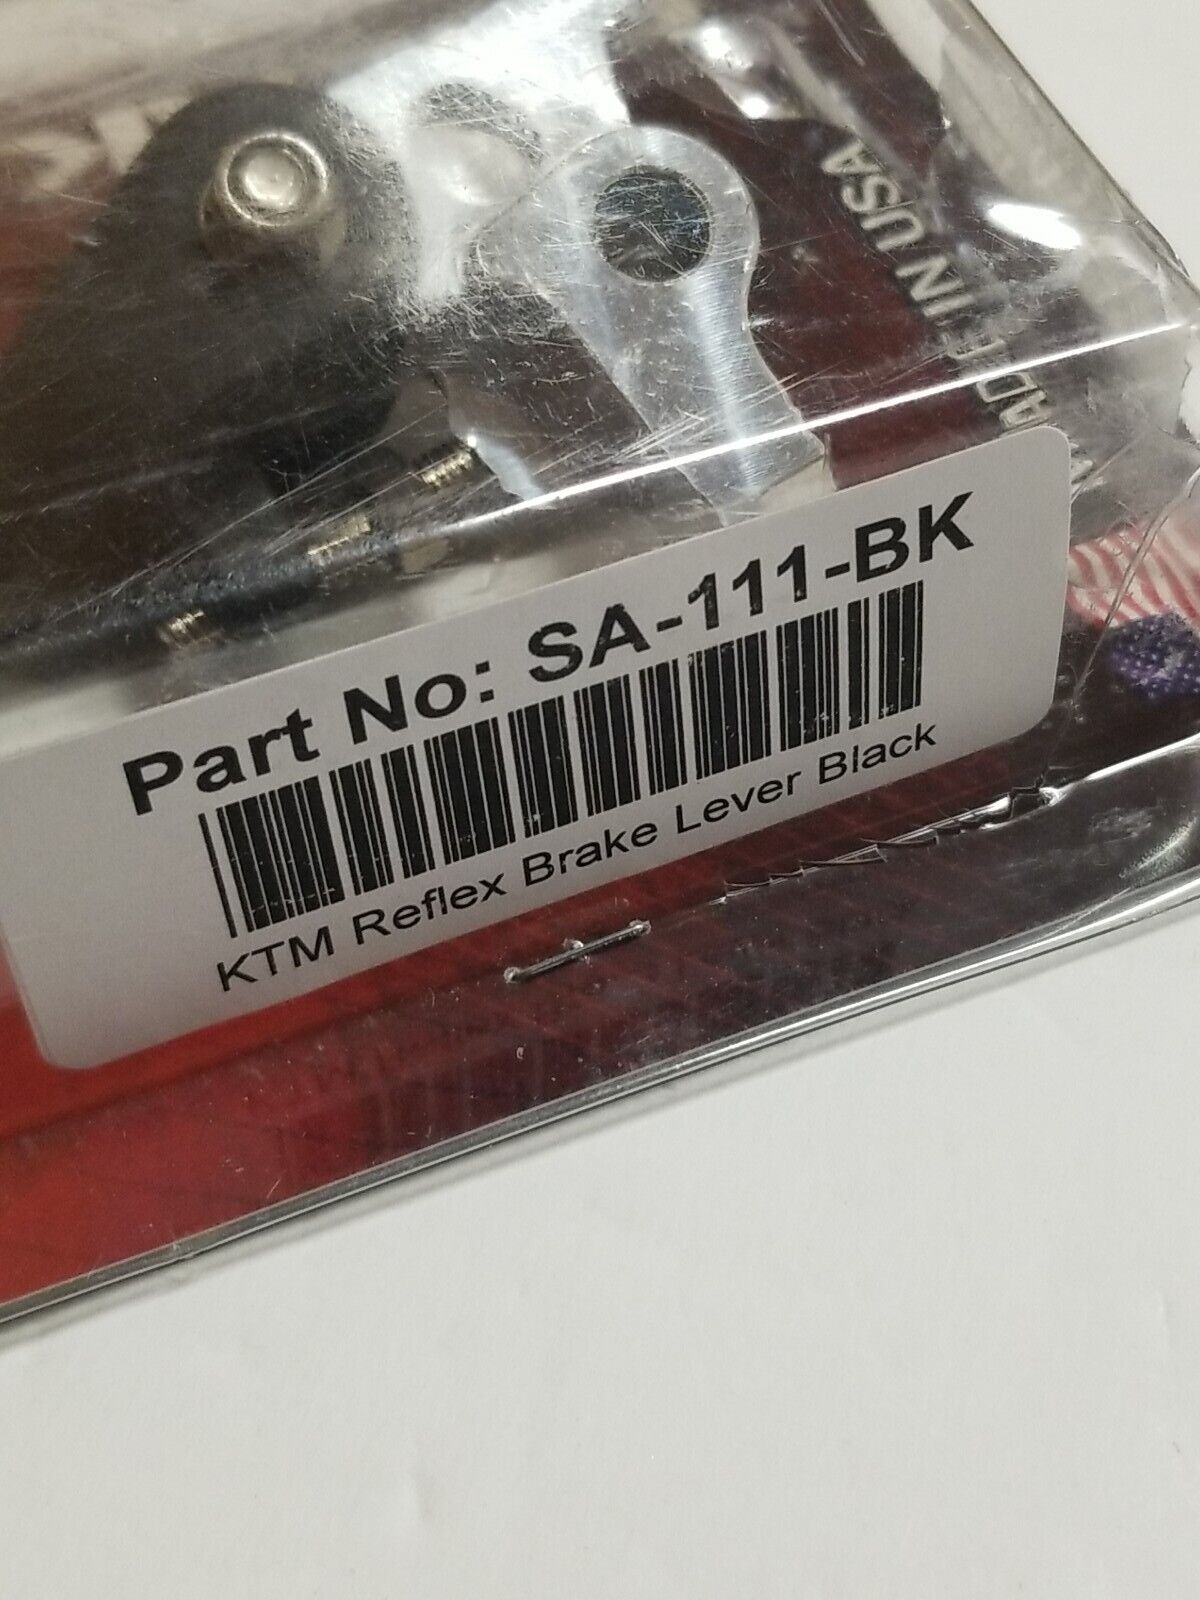 MADE IN USA
Part No: SA-111-BK
KTM Reflex Brake Lever Black